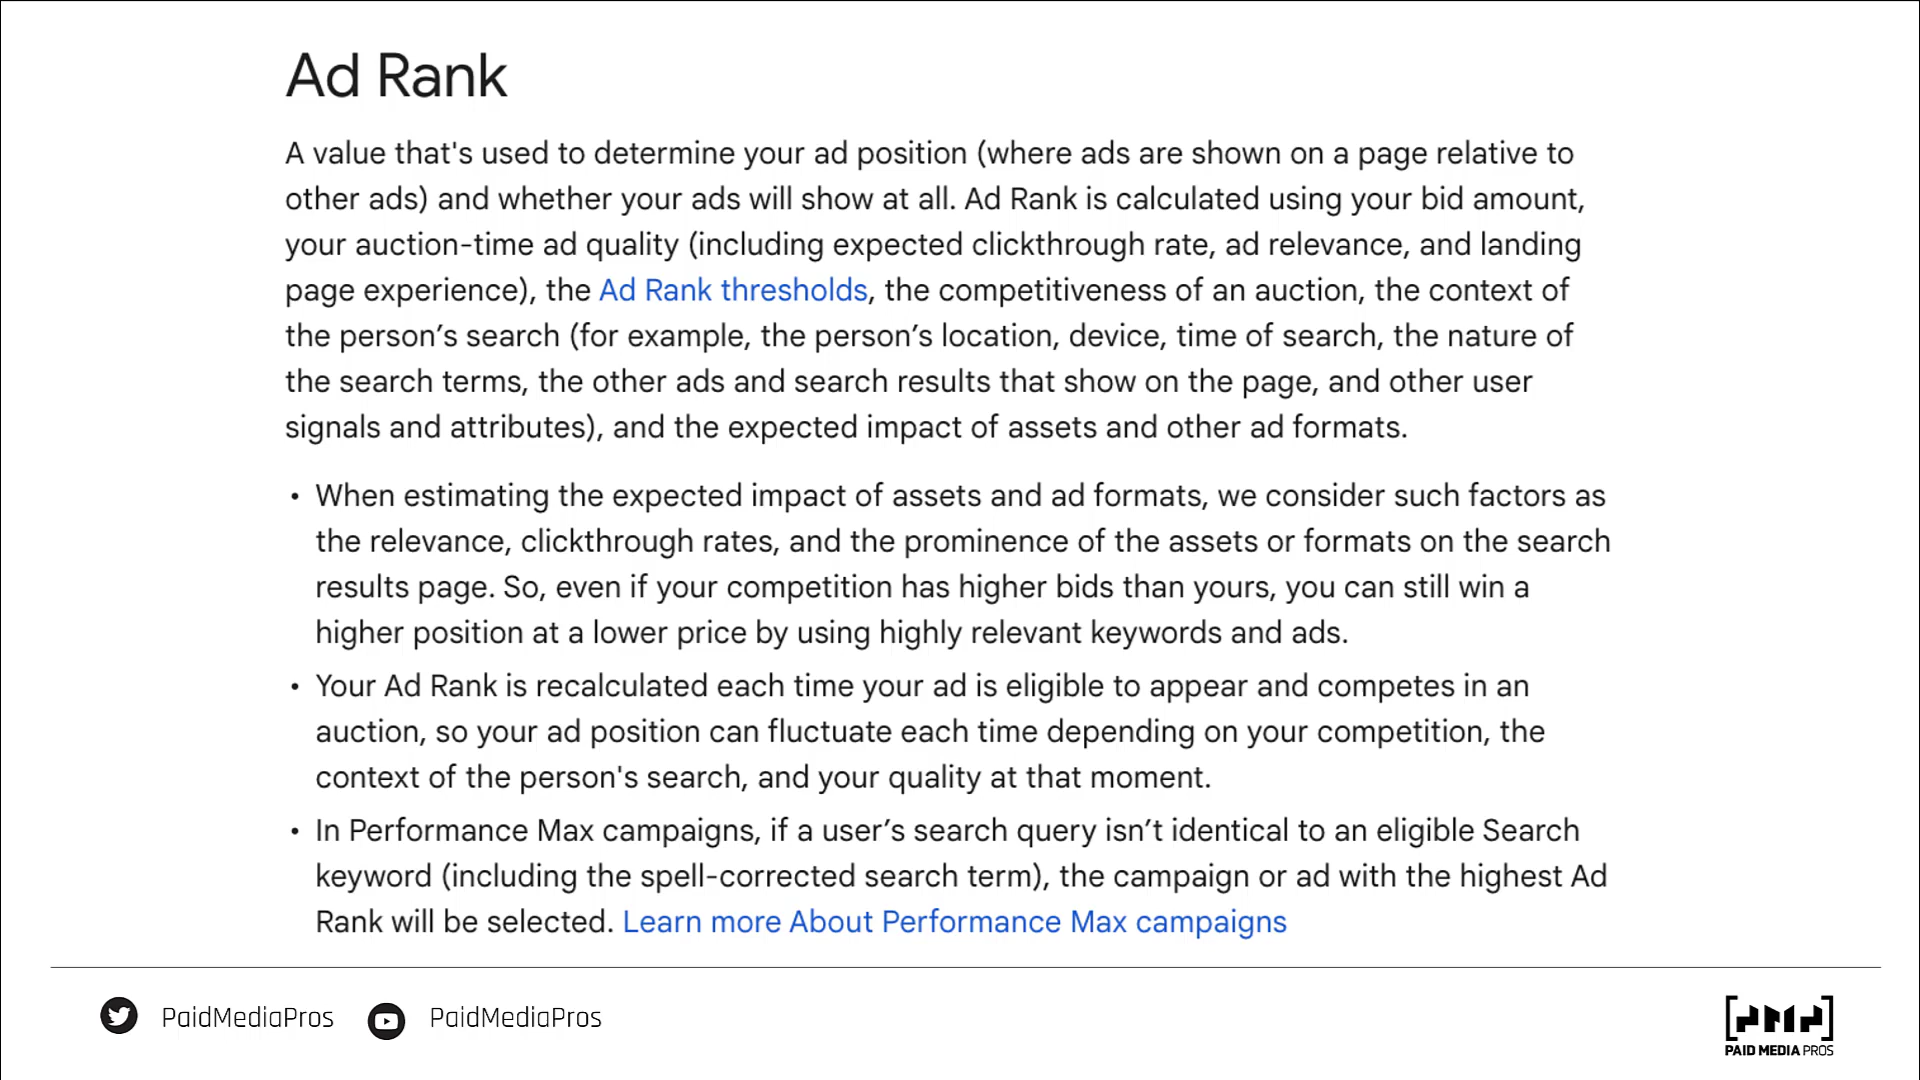 Ad Rank
A value that's used to determine your ad position (where ads are shown on a page relative to
other ads) and whether your ads will show at all. Ad Rank is calculated using your bid amount,
your auction-time ad quality (including expected clickthrough rate, ad relevance, and landing
page experience), the Ad Rank thresholds, the competitiveness of an auction, the context of
the person’s search (for example, the person’s location, device, time of search, the nature of
the search terms, the other ads and search results that show on the page, and other user
signals and attributes), and the expected impact of assets and other ad formats.
• When estimating the expected impact of assets and ad formats, we consider such factors as
the relevance, clickthrough rates, and the prominence of the assets or formats on the search
results page. So, even if your competition has higher bids than yours, you can still win a
higher position at a lower price by using highly relevant keywords and ads.
• Your Ad Rank is recalculated each time your ad is eligible to appear and competes in an
auction, so your ad position can fluctuate each time depending on your competition, the
context of the person's search, and your quality at that moment.
• In Performance Max campaigns, if a user’s search query isn’t identical to an eligible Search
keyword (including the spell-corrected search term), the campaign or ad with the highest Ad
Rank will be selected. Learn more About Performance Max campaigns
PaidMediaPros
PaidMediaPros
[PMP]
PAID MEDIA PROS